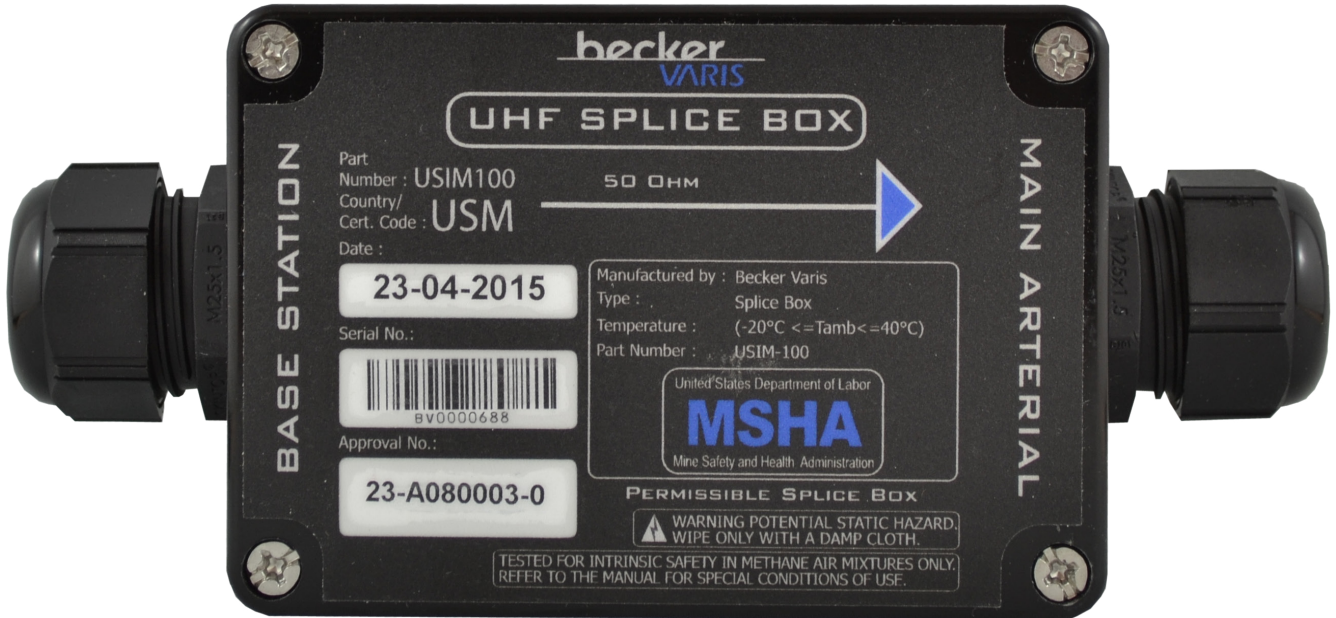 becker
VARIS
UHF SPLICE BOX
BASE STATION
Part
Number : USIM100
Country/
Cert. Code : USM
50 OHM
Date :
23-04-2015
Serial No.:
BV0000688
Approval No.:
23-A080003-0
Manufactured by : Becker Varis
Type : Splice Box
Temperature : (-20°C <=Tamb<=40°C)
Part Number : USIM-100
United States Department of Labor
MSHA
Mine Safety and Health Administration
PERMISSIBLE SPLICE BOX
WARNING POTENTIAL STATIC HAZARD.
WIPE ONLY WITH A DAMP CLOTH.
TESTED FOR INTRINSIC SAFETY IN METHANE AIR MIXTURES ONLY.
REFER TO THE MANUAL FOR SPECIAL CONDITIONS OF USE.
MAIN ARTERIAL
M25x1.5
M25x1.5